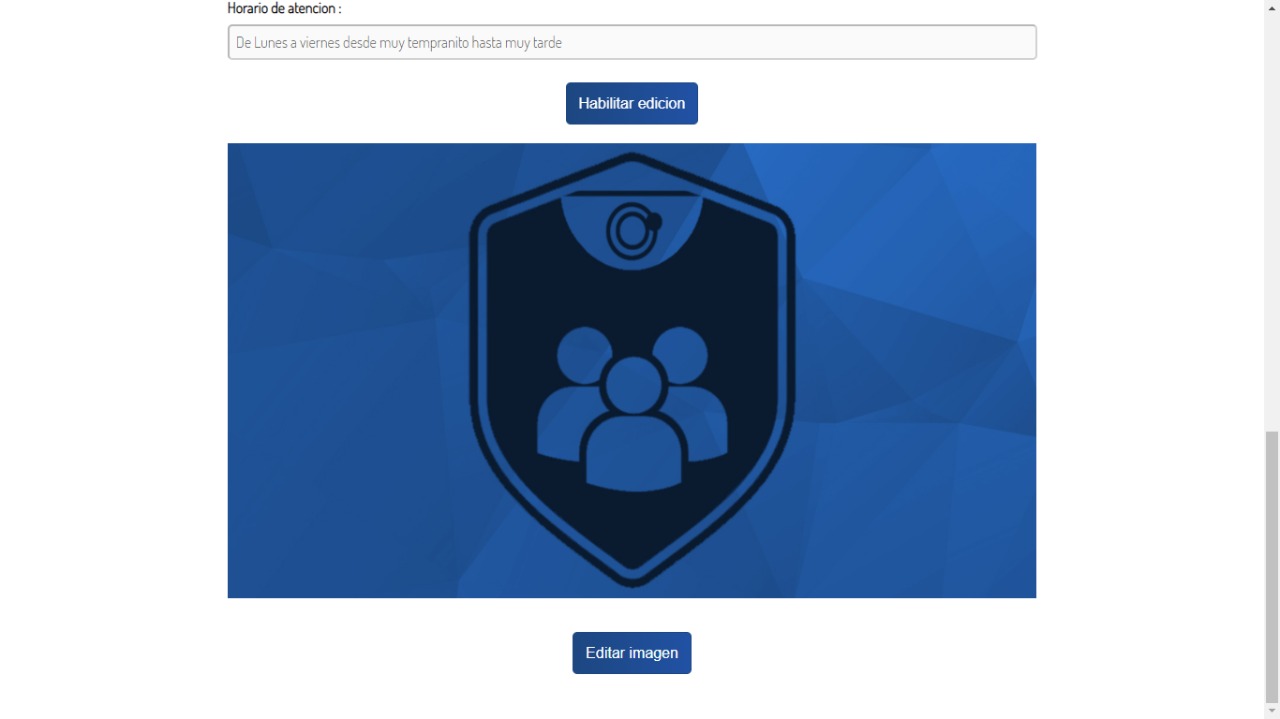 Horario de atencion :
De Lunes a viernes desde muy tempranito hasta muy tarde
Habilitar edicion
Editar imagen